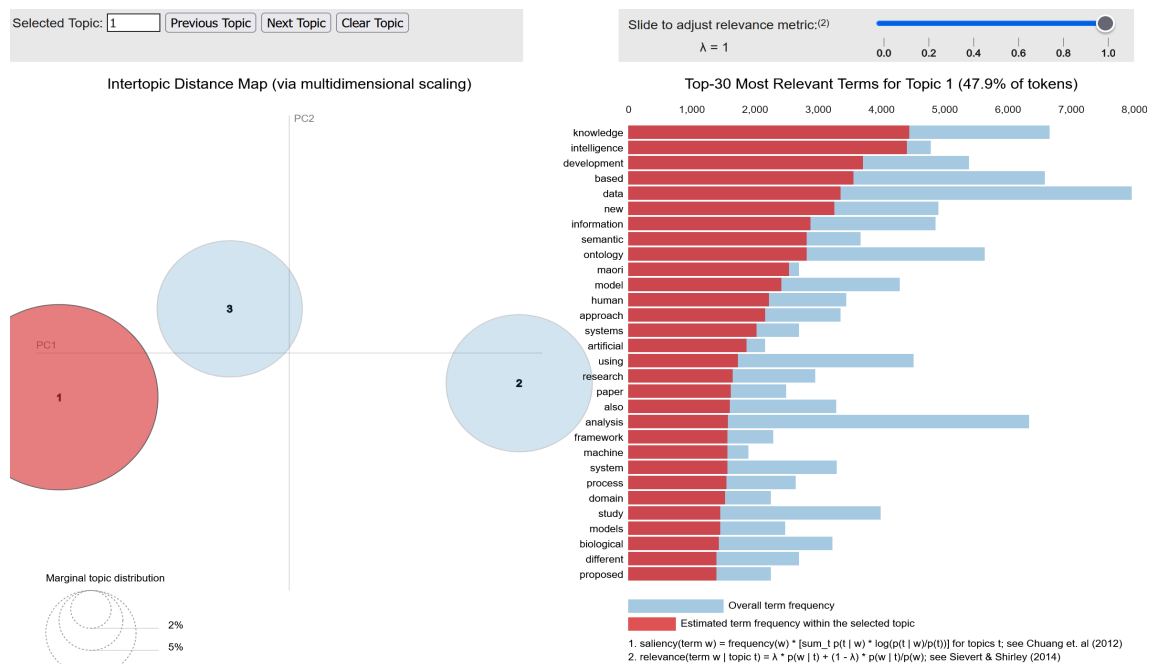 Selected Topic: 1 Previous Topic Next Topic Clear Topic
Slide to adjust relevance metric:(2)
λ = 1
0.0 0.2 0.4 0.6 0.8 1.0
Intertopic Distance Map (via multidimensional scaling)
PC2
PC1
3
1
2
Marginal topic distribution
2%
5%
Top-30 Most Relevant Terms for Topic 1 (47.9% of tokens)
0 1,000 2,000 3,000 4,000 5,000 6,000 7,000 8,000
knowledge
intelligence
development
based
data
new
information
semantic
ontology
maori
model
human
approach
systems
artificial
using
research
paper
also
analysis
framework
machine
system
process
domain
study
models
biological
different
proposed
Overall term frequency
Estimated term frequency within the selected topic
1. saliency(term w) = frequency(w) * [sum_t p(t | w) * log(p(t | w)/p(t))] for topics t; see Chuang et. al (2012)
2. relevance(term w | topic t) = λ * p(w | t) + (1 - λ) * p(w | t)/p(w); see Sievert & Shirley (2014)